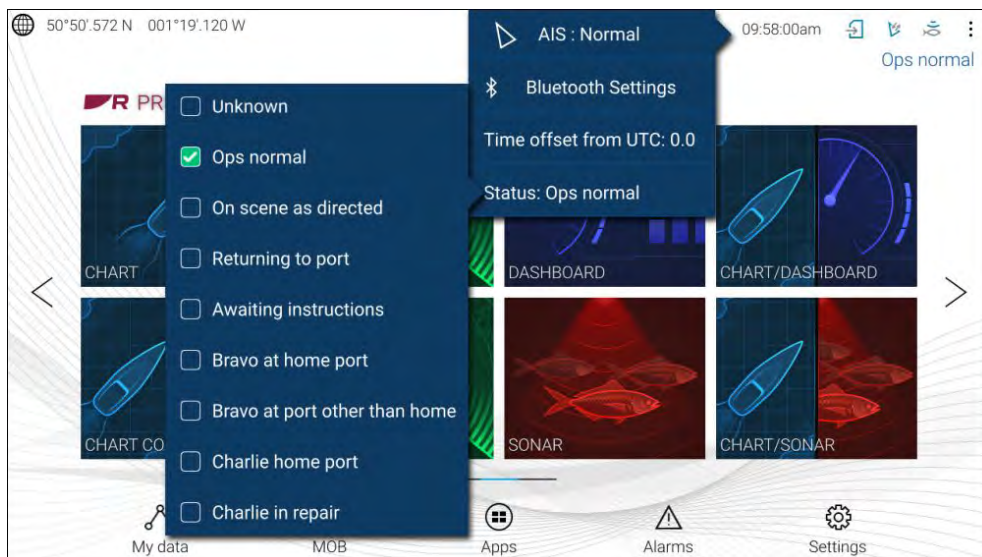 50°50'.572 N 001°19'.120 W
AIS : Normal
09:58:00am
Ops normal
Bluetooth Settings
Time offset from UTC: 0.0
Status: Ops normal
R PR
Unknown
Ops normal
On scene as directed
Returning to port
Awaiting instructions
Bravo at home port
Bravo at port other than home
Charlie home port
Charlie in repair
CHART
DASHBOARD
CHART/DASHBOARD
CHART CO
SONAR
CHART/SONAR
My data
MOB
Apps
Alarms
Settings